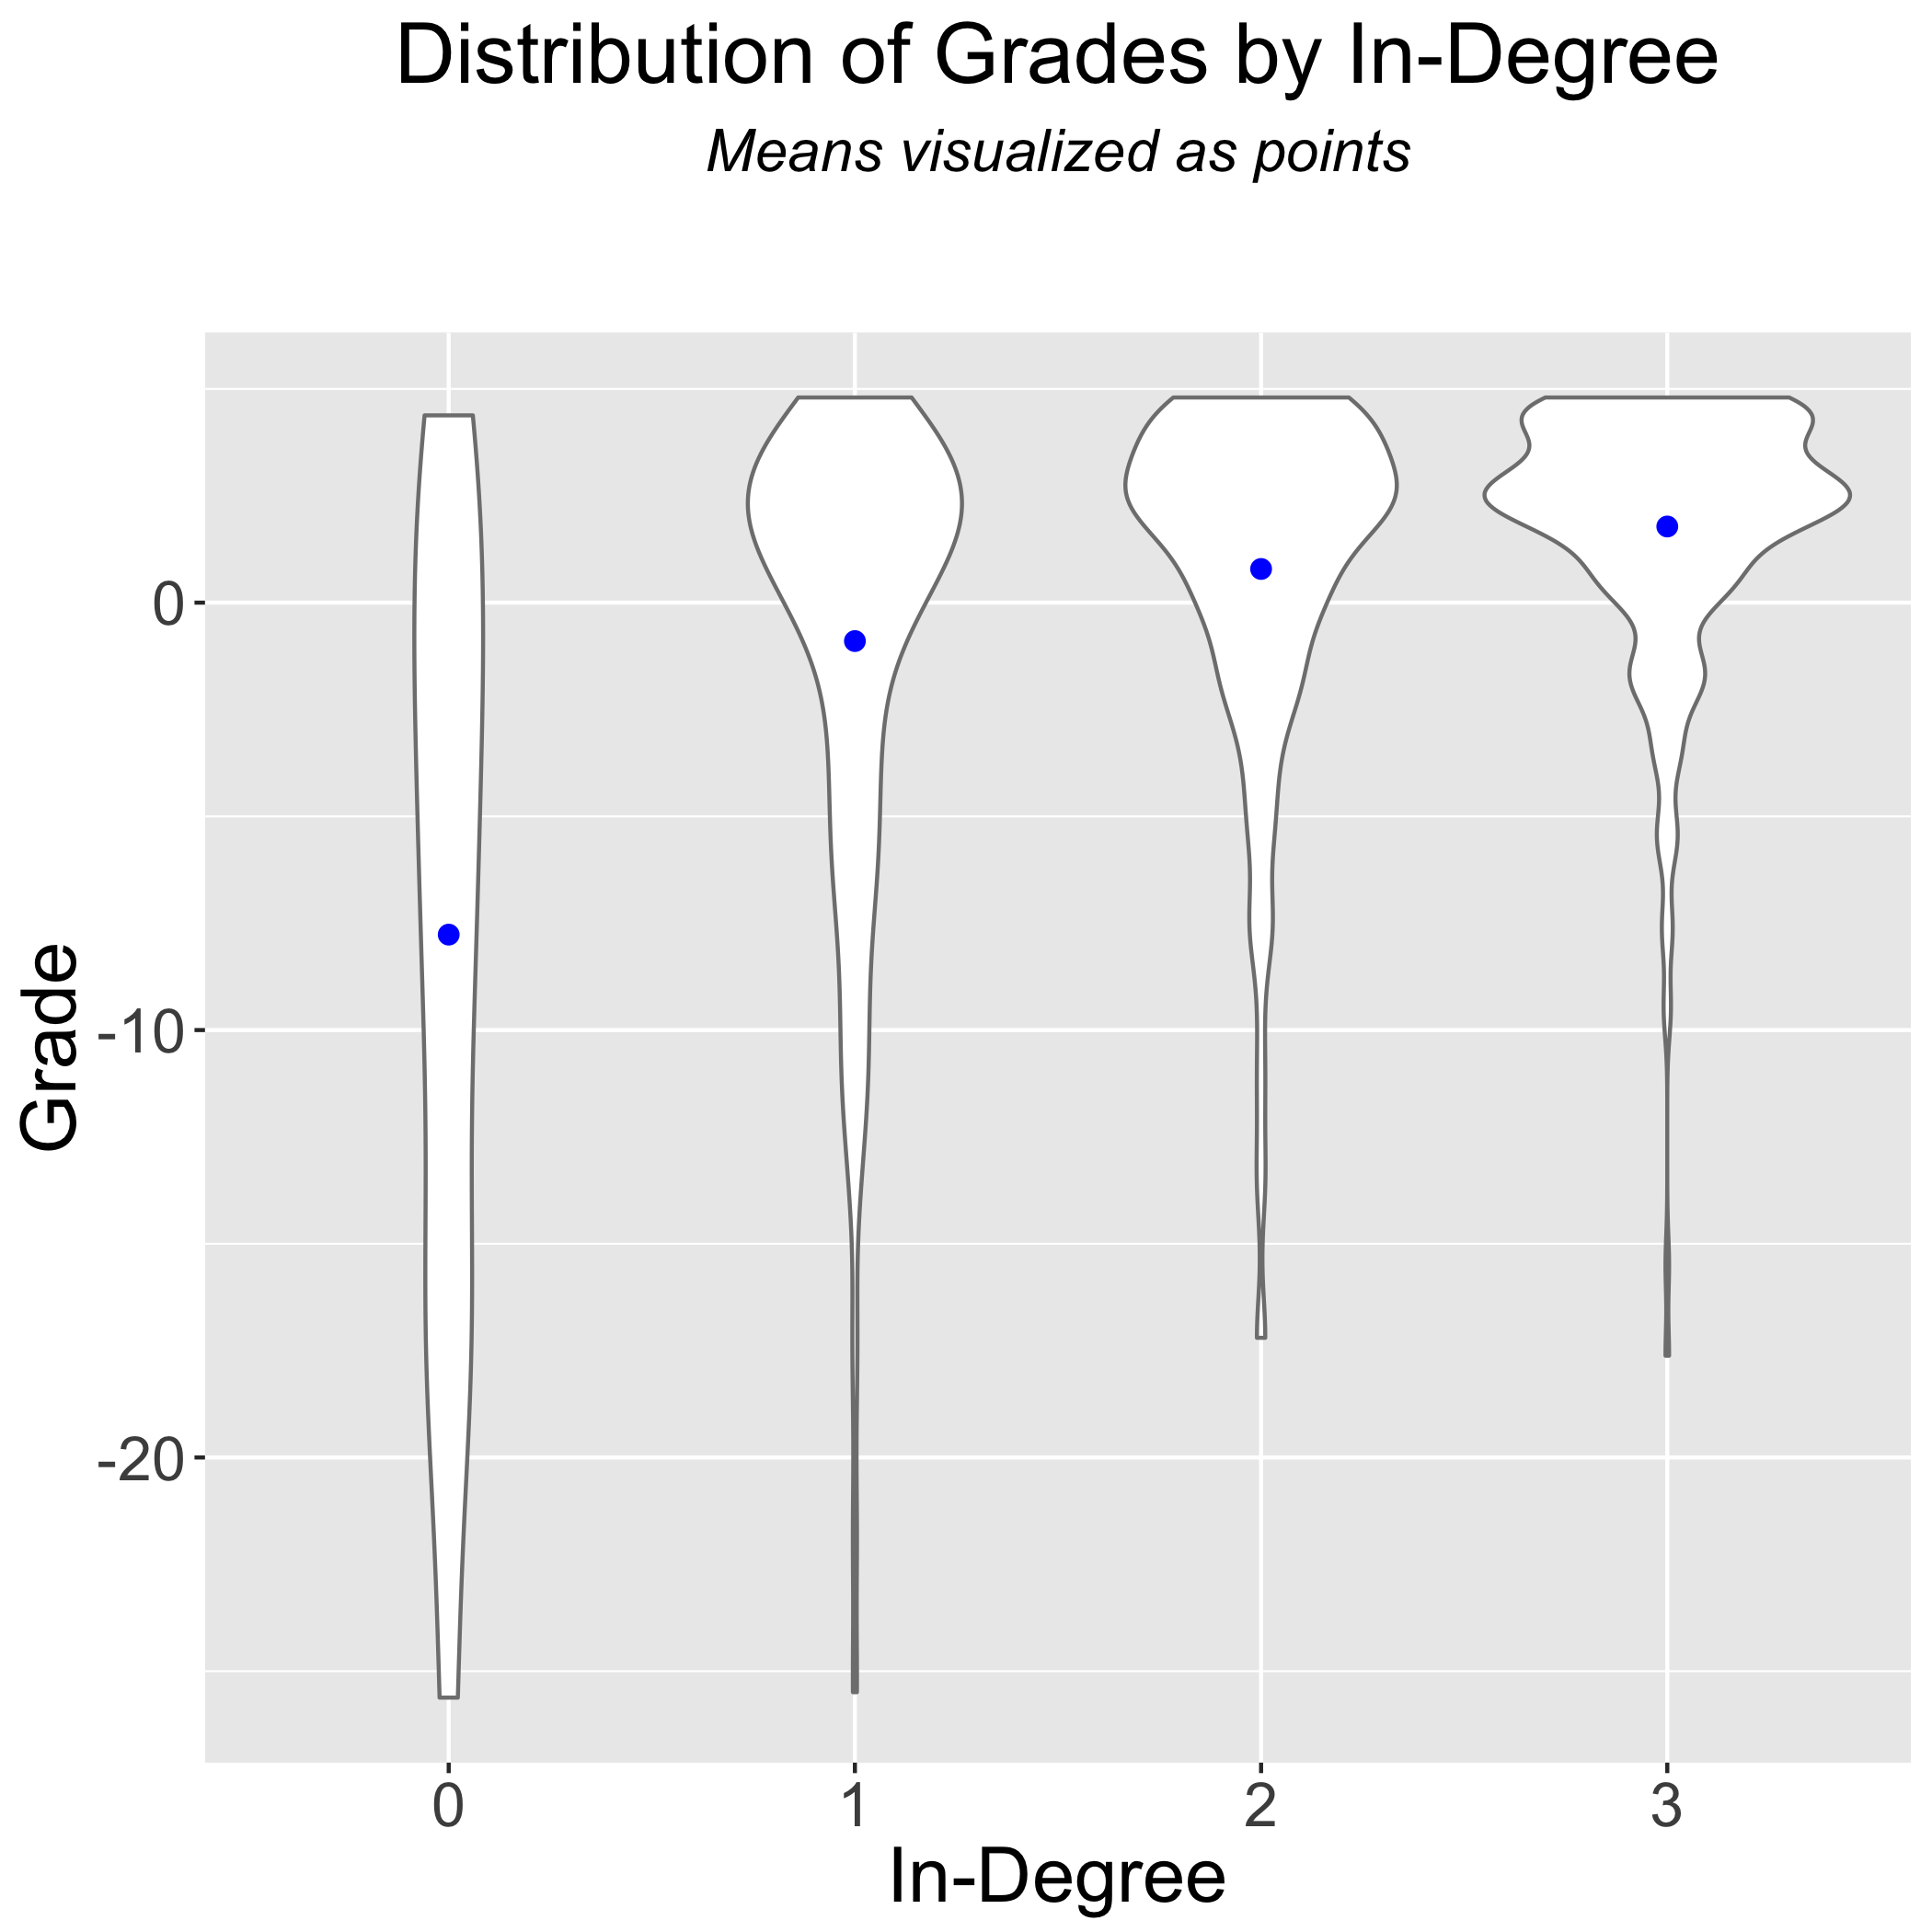 Distribution of Grades by In-Degree
Means visualized as points
Grade
0
-10
-20
0
1
2
3
In-Degree